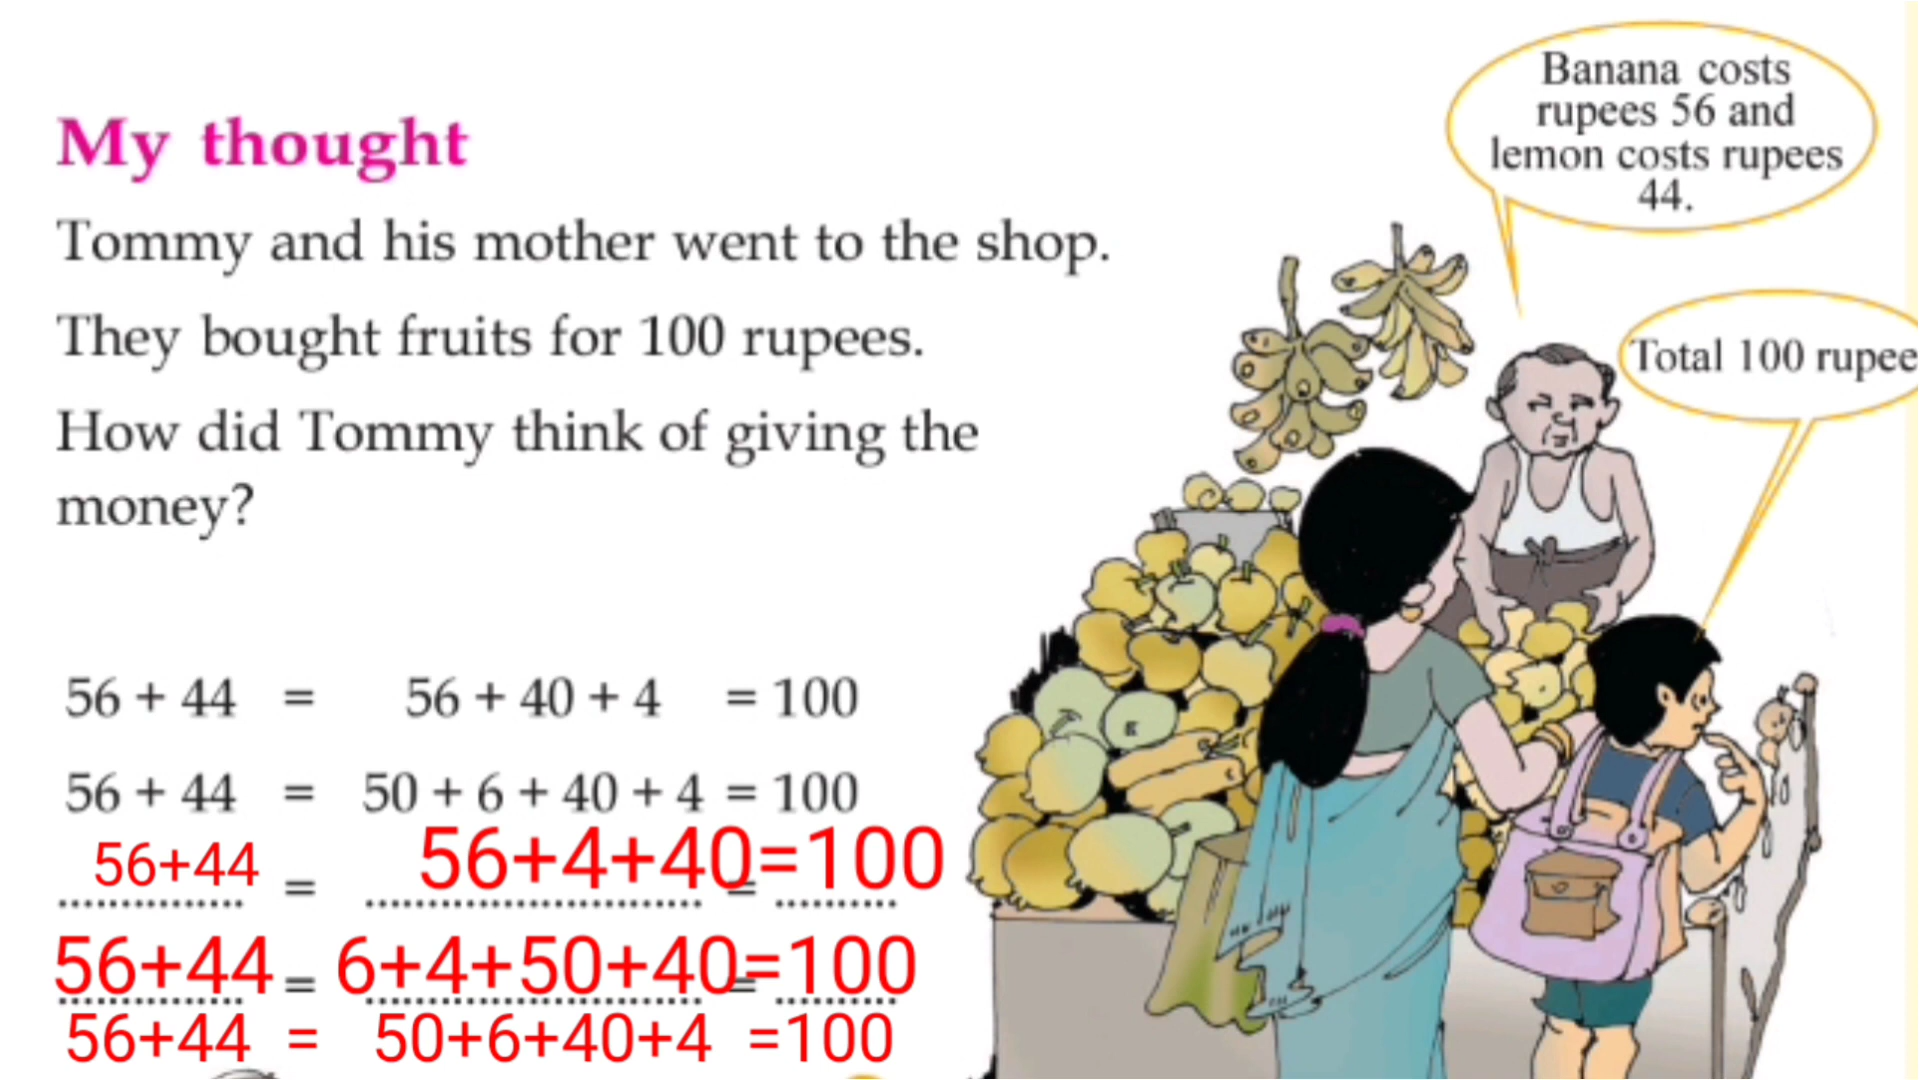 Banana costs
rupees 56 and
lemon costs rupees
44.
My thought
Tommy and his mother went to the shop.
They bought fruits for 100 rupees.
How did Tommy think of giving the
money?
Total 100 rupee
56 + 44 = 56 + 40 + 4 = 100
56 + 44 = 50 + 6 + 40 + 4 = 100
56+44 = 56+4+40=100
56+44 = 6+4+50+40=100
56+44 = 50+6+40+4 =100